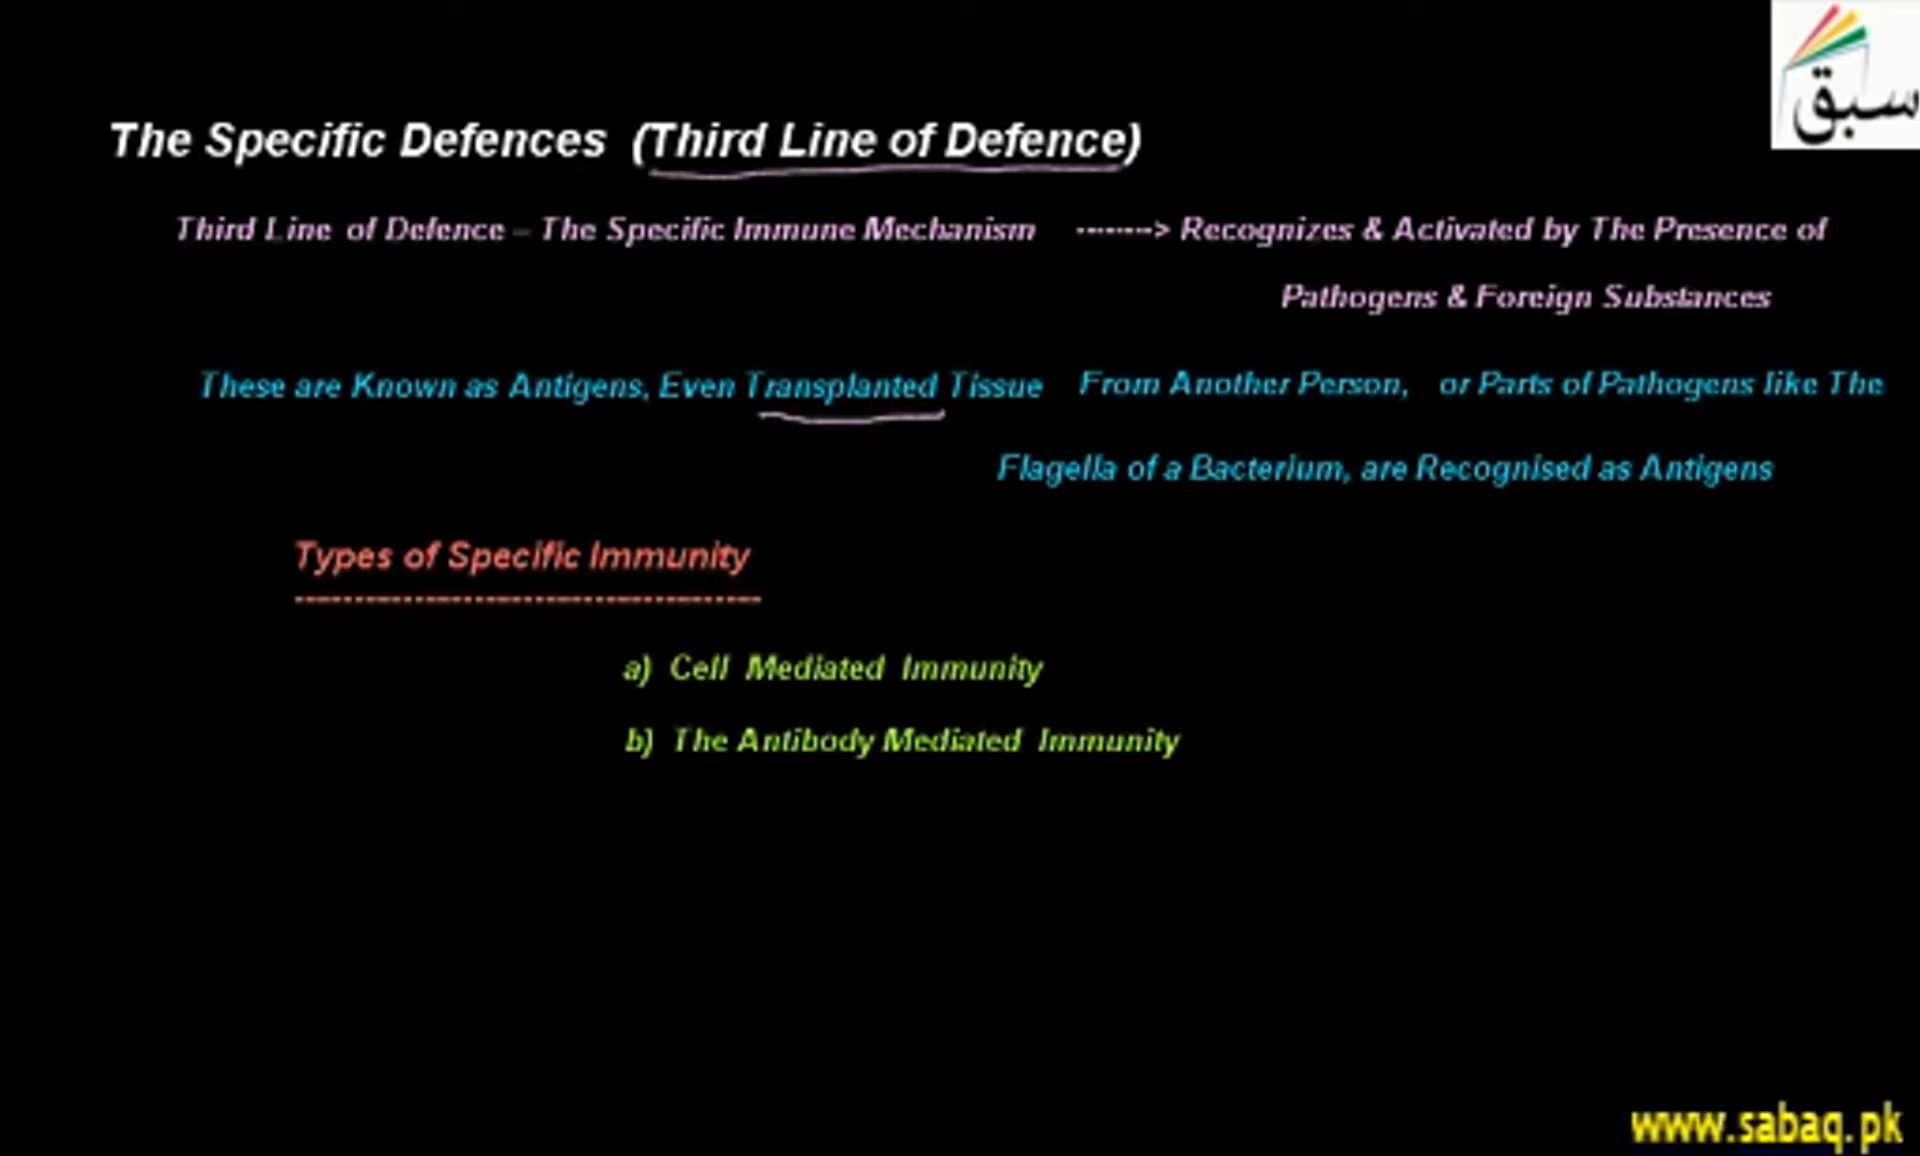 سبق
The Specific Defences (Third Line of Defence)
Third Line of Defence – The Specific Immune Mechanism --------> Recognizes & Activated by The Presence of
Pathogens & Foreign Substances
These are Known as Antigens, Even Transplanted Tissue From Another Person, or Parts of Pathogens like The
Flagella of a Bacterium, are Recognised as Antigens
Types of Specific Immunity
a) Cell Mediated Immunity
b) The Antibody Mediated Immunity
www.sabaq.pk